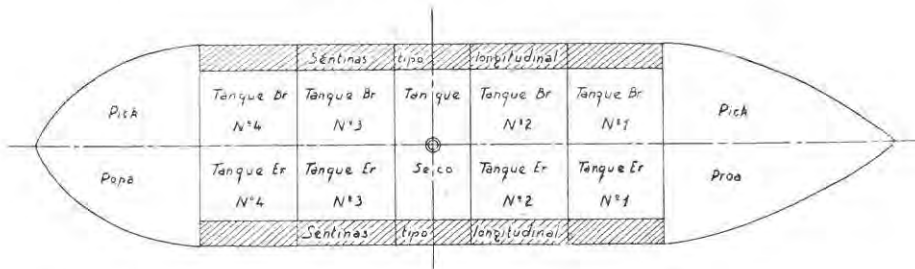 Sentinas tipo longitudinal
Tanque Br Tanque Br Tanque Tanque Br Tanque Br
Pick Pick
Nº4 Nº3 Nº2 Nº1
Popa Tanque Er Tanque Er Seco Tanque Er Tanque Er Proa
Nº4 Nº3 Nº2 Nº1
Sentinas tipo longitudinal